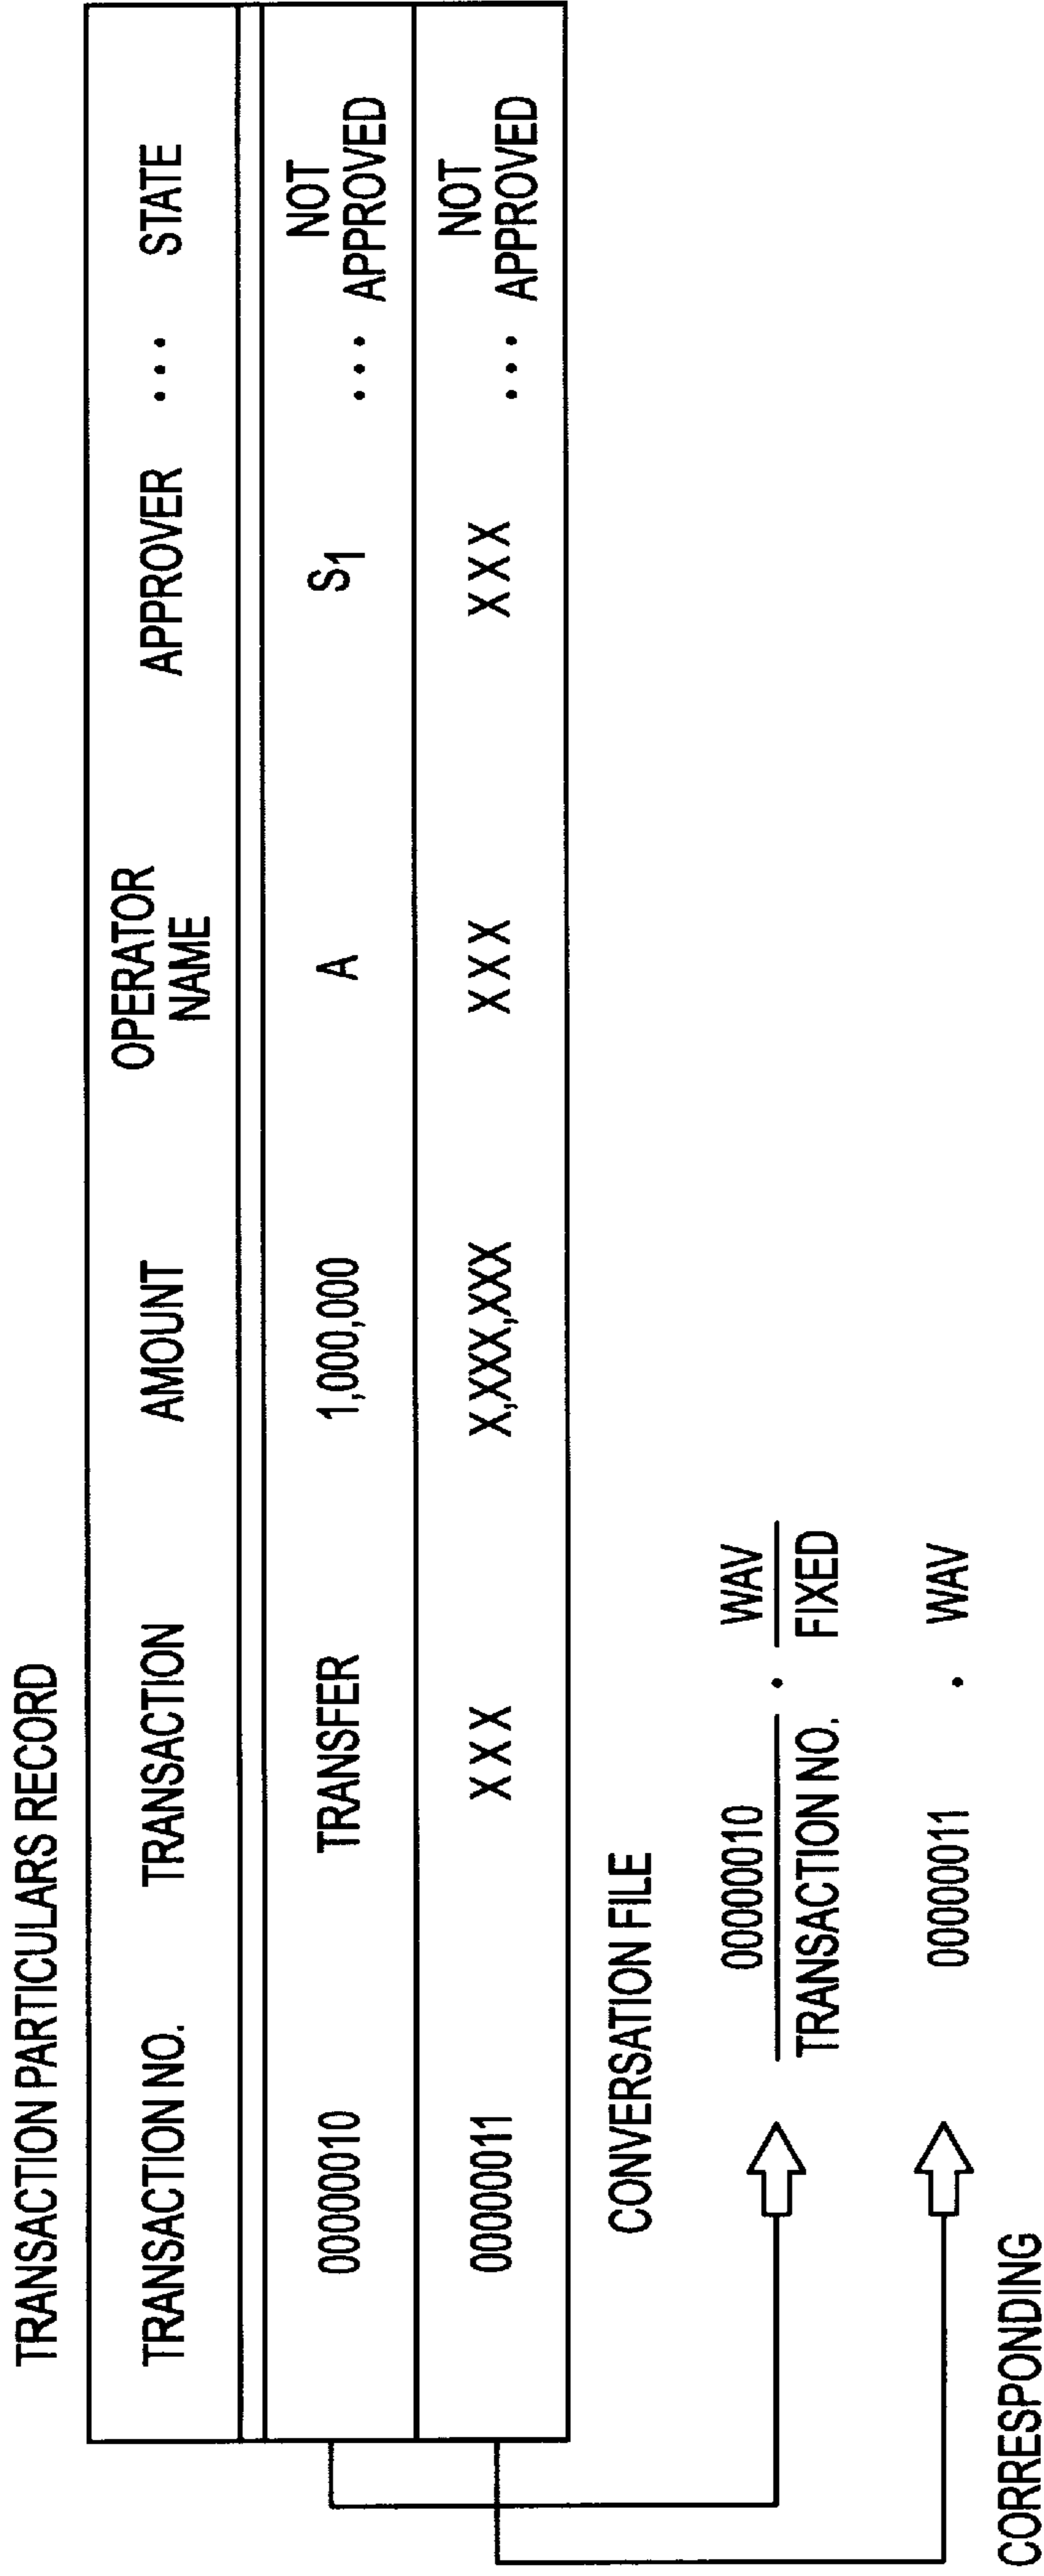 TRANSACTION PARTICULARS RECORD
TRANSACTION NO. TRANSACTION AMOUNT OPERATOR NAME APPROVER ... STATE
00000010 TRANSFER 1,000,000 A S1 ... NOT APPROVED
00000011 XXX X,XXX,XXX XXX XXX ... NOT APPROVED
CONVERSATION FILE
00000010 . WAV
TRANSACTION NO. FIXED
00000011 . WAV
CORRESPONDING